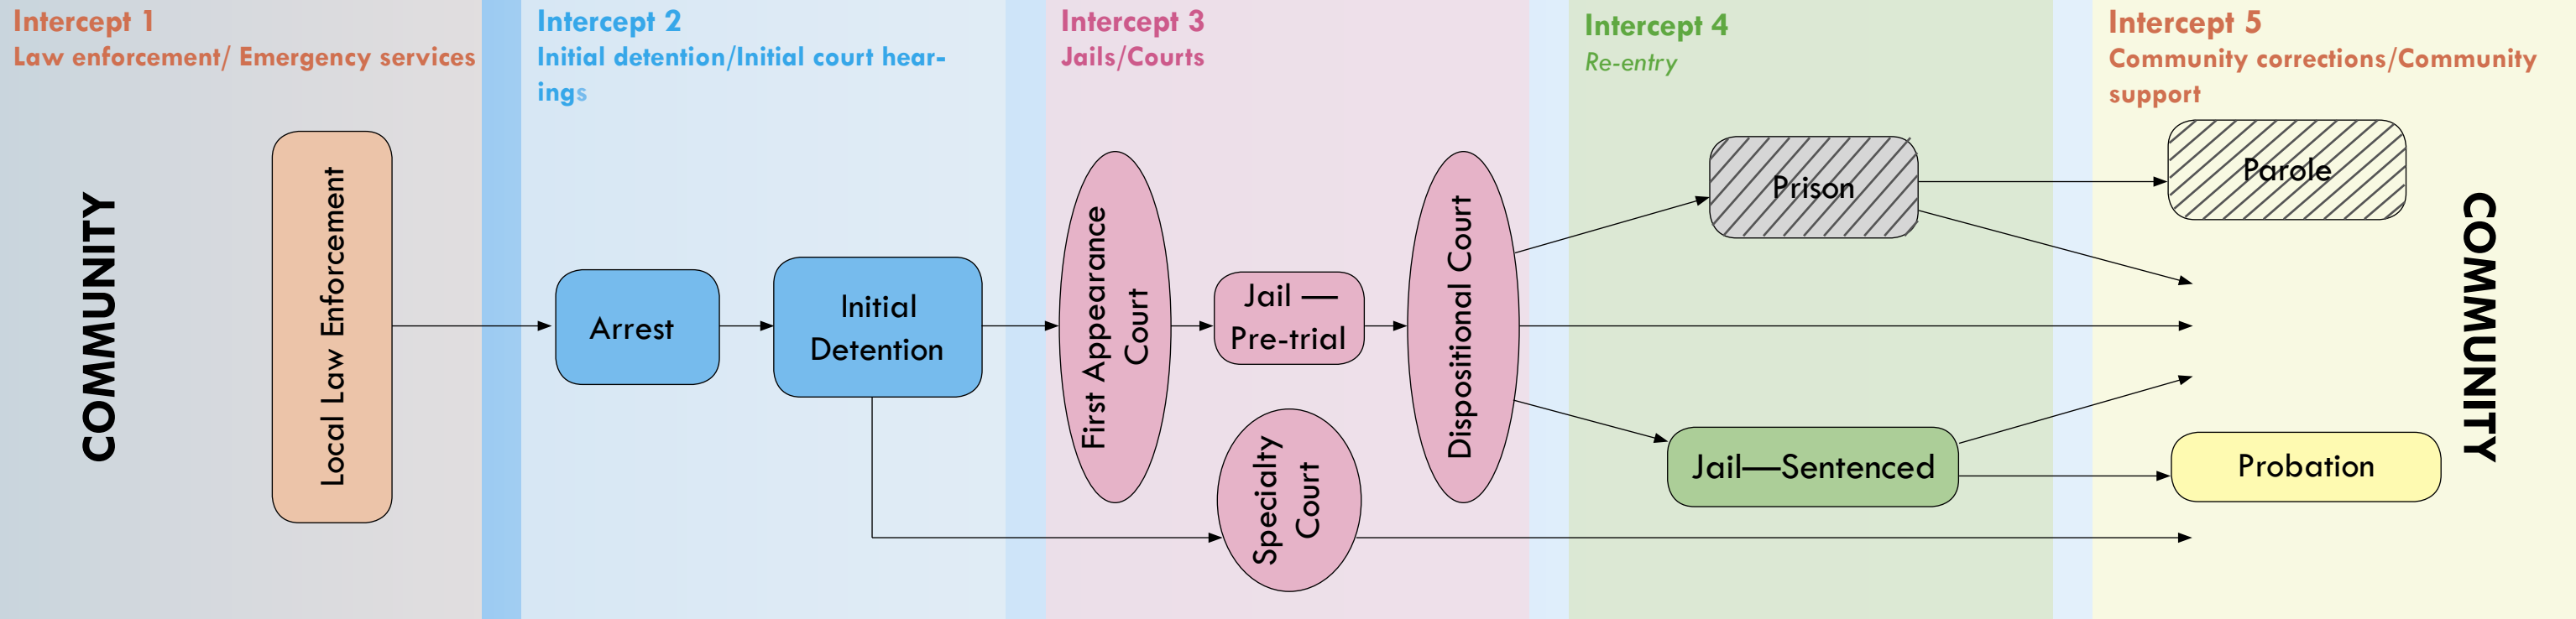 Intercept 1
Law enforcement/ Emergency services
COMMUNITY
Local Law Enforcement
Intercept 2
Initial detention/Initial court hear-
ings
Arrest
Initial
Detention
Intercept 3
Jails/Courts
First Appearance
Court
Jail —
Pre-trial
Specialty
Court
Dispositional Court
Intercept 4
Re-entry
Prison
Jail—Sentenced
Intercept 5
Community corrections/Community
support
Parole
Probation
COMMUNITY